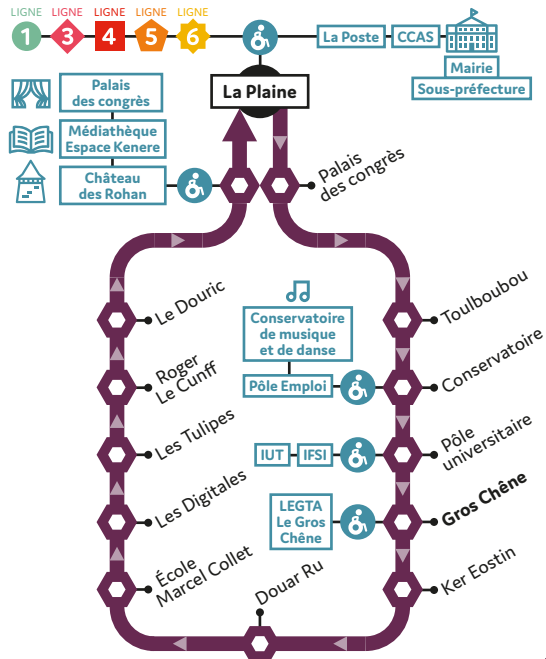 LIGNE LIGNE LIGNE LIGNE LIGNE
1 3 4 5 6
La Poste
CCAS
Mairie
Sous-préfecture
La Plaine
Palais
des congrès
Médiathèque
Espace Kenere
Château
des Rohan
Palais
des congrès
Le Douric
Toulboubou
Conservatoire
de musique
et de danse
Roger
Le Cunff
Pôle Emploi
Conservatoire
Les Tulipes
IUT
IFSI
Pôle
universitaire
Les Digitales
LEGTA
Le Gros
Chêne
Gros Chêne
École
Marcel Collet
Douar Ru
Ker Eostin